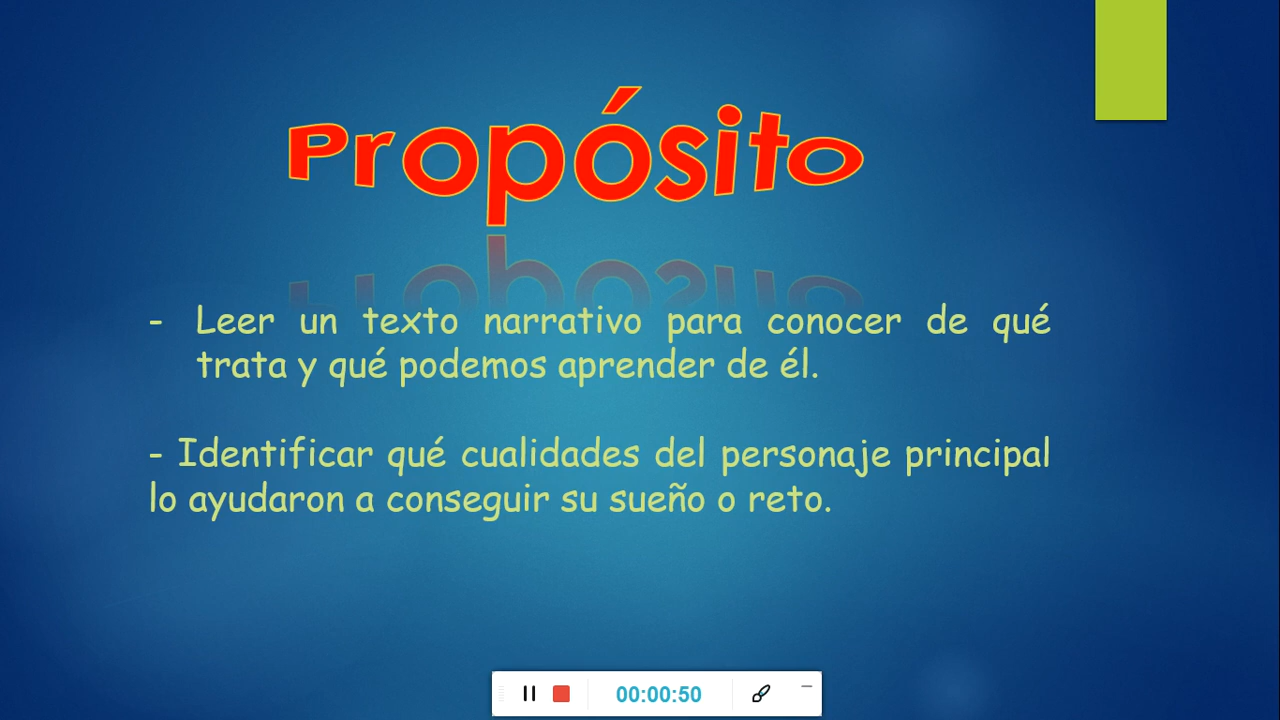 Propósito
- Leer un texto narrativo para conocer de qué
trata y qué podemos aprender de él.
- Identificar qué cualidades del personaje principal
lo ayudaron a conseguir su sueño o reto.
00:00:50